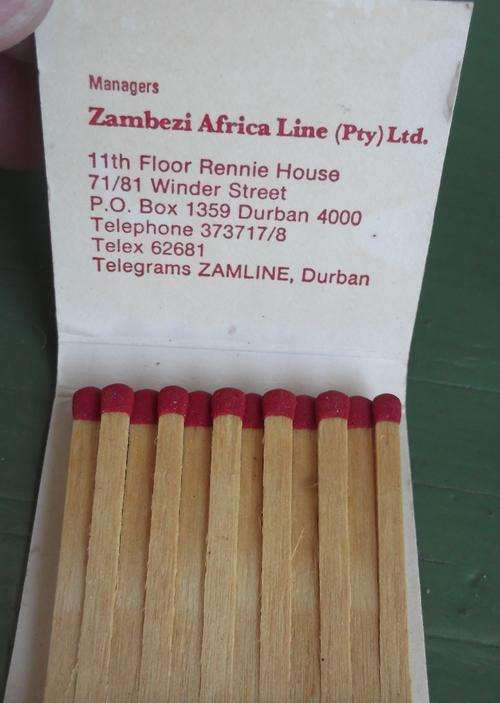 Managers
Zambezi Africa Line (Pty) Ltd.
11th Floor Rennie House
71/81 Winder Street
P.O. Box 1359 Durban 4000
Telephone 373717/8
Telex 62681
Telegrams ZAMLINE, Durban